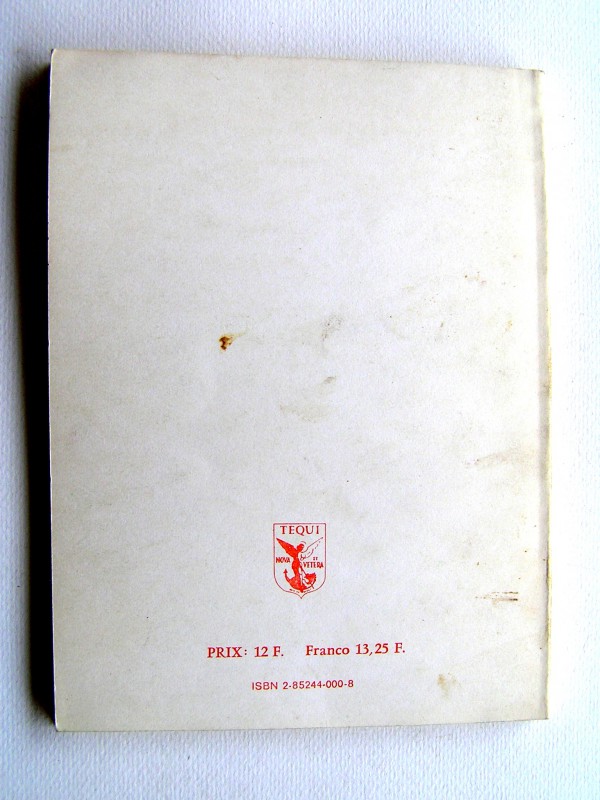 TEQUI
NOVA ET VETERA
PRIX: 12 F. Franco 13,25 F.
ISBN 2-85244-000-8